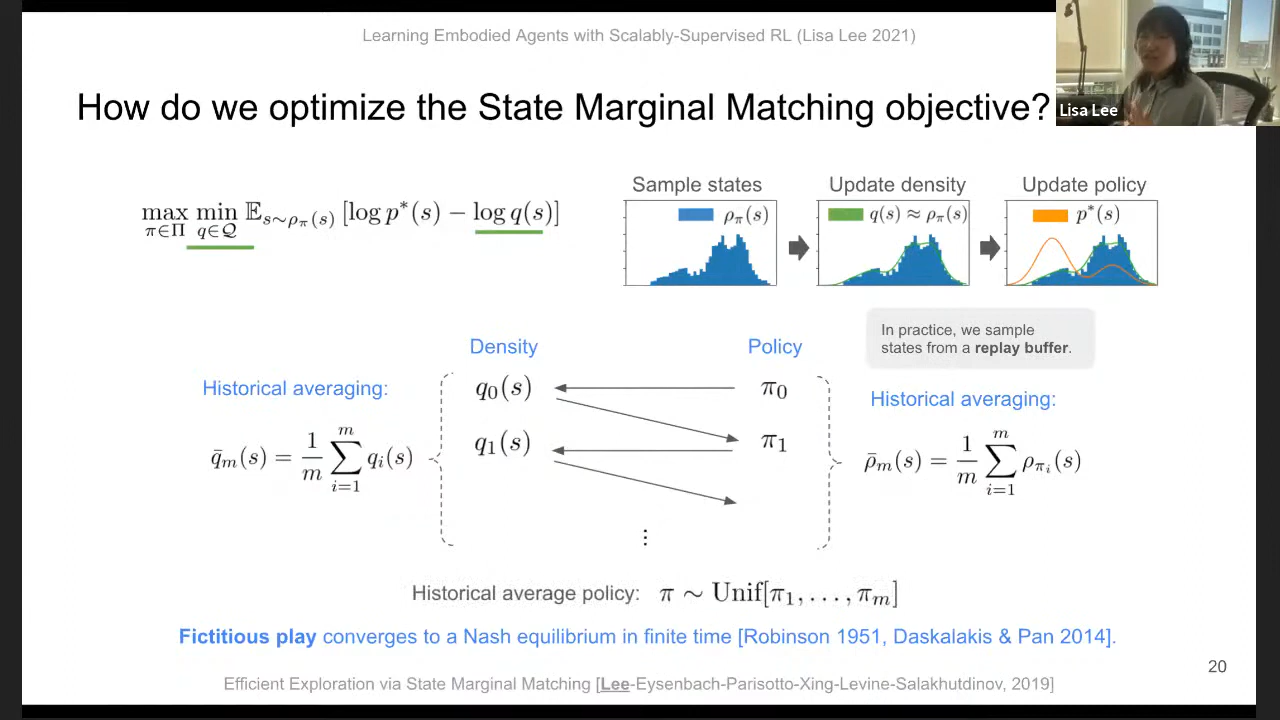 Learning Embodied Agents with Scalably-Supervised RL (Lisa Lee 2021)
How do we optimize the State Marginal Matching objective?
Lisa Lee
max_{π∈Π} min_{q∈𝒬} 𝔼_{s∼ρ_π(s)} [log p*(s) − log q(s)]
Sample states
Update density
Update policy
ρ_π(s)
q(s) ≈ ρ_π(s)
p*(s)
In practice, we sample
states from a replay buffer.
Density
Policy
Historical averaging:
q̄_m(s) = 1/m ∑_{i=1}^{m} q_i(s)
q_0(s)
π_0
q_1(s)
π_1
⋮
Historical averaging:
ρ̄_m(s) = 1/m ∑_{i=1}^{m} ρ_{π_i}(s)
Historical average policy: π ∼ Unif[π_1, . . . , π_m]
Fictitious play converges to a Nash equilibrium in finite time [Robinson 1951, Daskalakis & Pan 2014].
20
Efficient Exploration via State Marginal Matching [Lee-Eysenbach-Parisotto-Xing-Levine-Salakhutdinov, 2019]